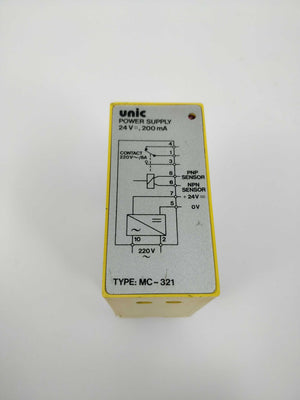 unic
POWER SUPPLY
24 V=, 200 mA
4
CONTACT
220V~/8A
1
3
8
PNP
SENSOR
6
NPN
SENSOR
7
+ 24V=
5
0V
~
=
10
2
220 V
~
TYPE: MC-321